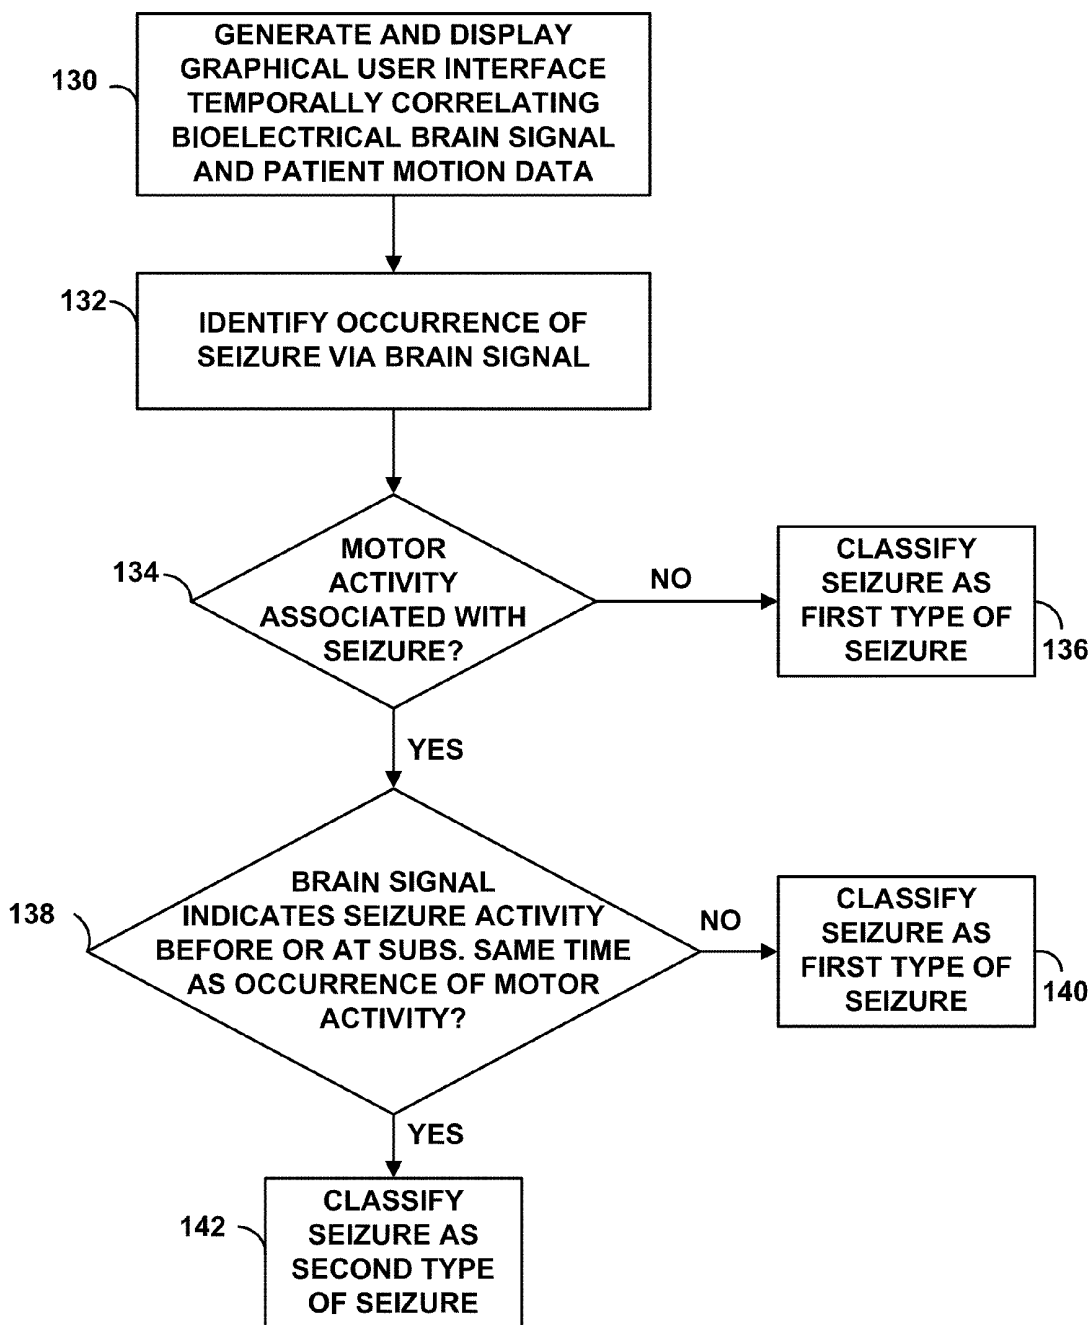 130
GENERATE AND DISPLAY
GRAPHICAL USER INTERFACE
TEMPORALLY CORRELATING
BIOELECTRICAL BRAIN SIGNAL
AND PATIENT MOTION DATA
132
IDENTIFY OCCURRENCE OF
SEIZURE VIA BRAIN SIGNAL
134
MOTOR
ACTIVITY
ASSOCIATED WITH
SEIZURE?
NO
CLASSIFY
SEIZURE AS
FIRST TYPE OF
SEIZURE
136
YES
138
BRAIN SIGNAL
INDICATES SEIZURE ACTIVITY
BEFORE OR AT SUBS. SAME TIME
AS OCCURRENCE OF MOTOR
ACTIVITY?
NO
CLASSIFY
SEIZURE AS
FIRST TYPE OF
SEIZURE
140
YES
142
CLASSIFY
SEIZURE AS
SECOND TYPE
OF SEIZURE